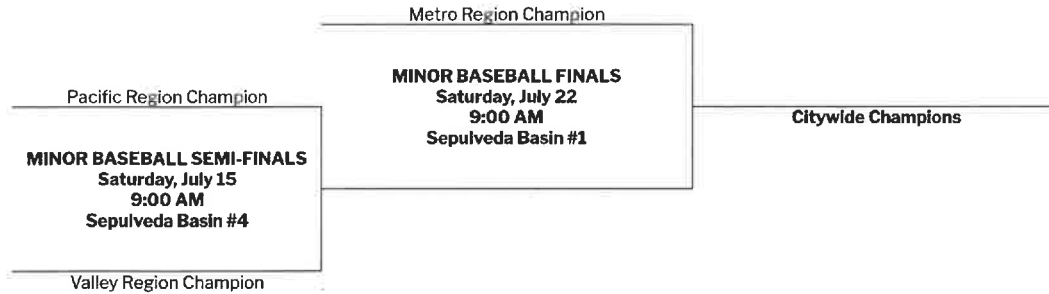 Metro Region Champion
MINOR BASEBALL FINALS
Saturday, July 22
9:00 AM
Sepulveda Basin #1
Pacific Region Champion
Citywide Champions
MINOR BASEBALL SEMI-FINALS
Saturday, July 15
9:00 AM
Sepulveda Basin #4
Valley Region Champion